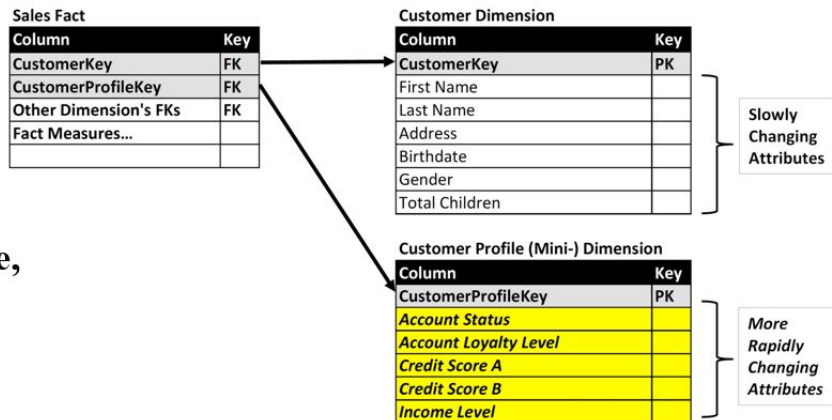 Sales Fact
Column Key
CustomerKey FK
CustomerProfileKey FK
Other Dimension's FKs FK
Fact Measures...
Customer Dimension
Column Key
CustomerKey PK
First Name
Last Name
Address
Birthdate
Gender
Total Children
Slowly
Changing
Attributes
e,
Customer Profile (Mini-) Dimension
Column Key
CustomerProfileKey PK
Account Status
Account Loyalty Level
Credit Score A
Credit Score B
Income Level
More
Rapidly
Changing
Attributes